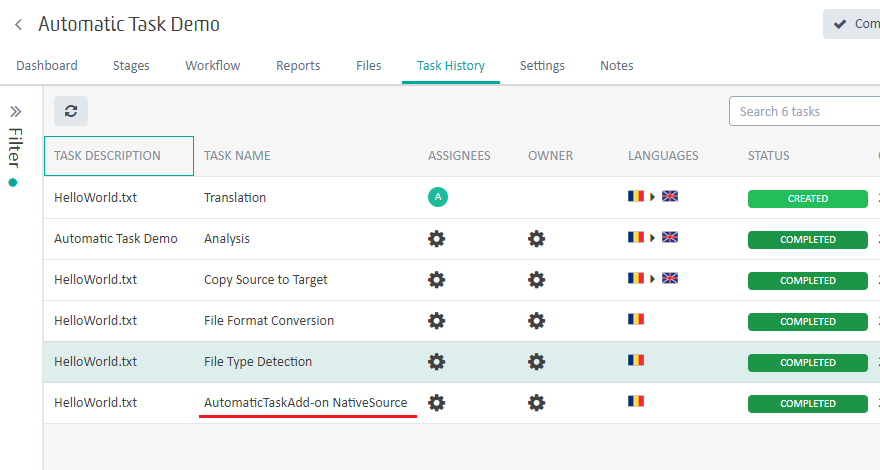 Automatic Task Demo
Com
Dashboard Stages Workflow Reports Files Task History Settings Notes
Filter
Search 6 tasks
TASK DESCRIPTION TASK NAME ASSIGNEES OWNER LANGUAGES STATUS
HelloWorld.txt Translation A CREATED
Automatic Task Demo Analysis COMPLETED
HelloWorld.txt Copy Source to Target COMPLETED
HelloWorld.txt File Format Conversion COMPLETED
HelloWorld.txt File Type Detection COMPLETED
HelloWorld.txt AutomaticTaskAdd-on NativeSource COMPLETED